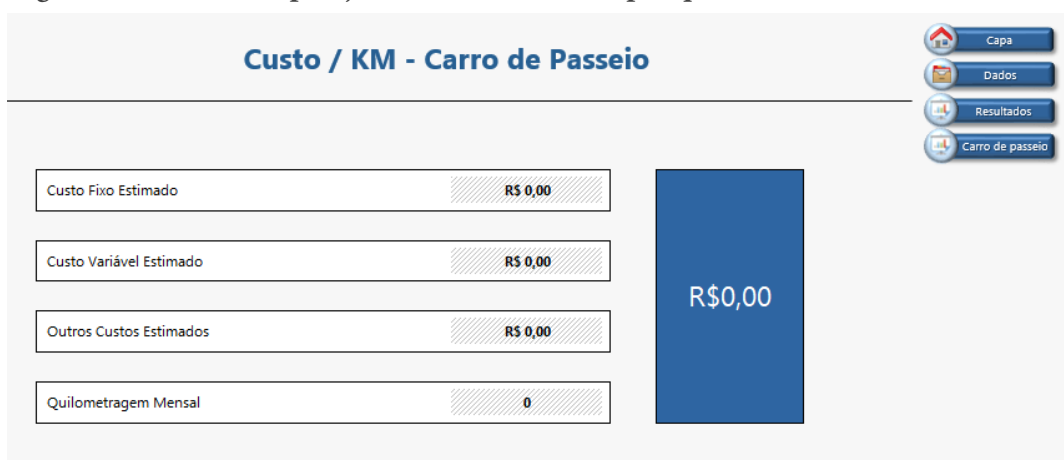 Custo / KM - Carro de Passeio
Capa
Dados
Resultados
Carro de passeio
Custo Fixo Estimado R$ 0,00
Custo Variável Estimado R$ 0,00
Outros Custos Estimados R$ 0,00
Quilometragem Mensal 0
R$0,00